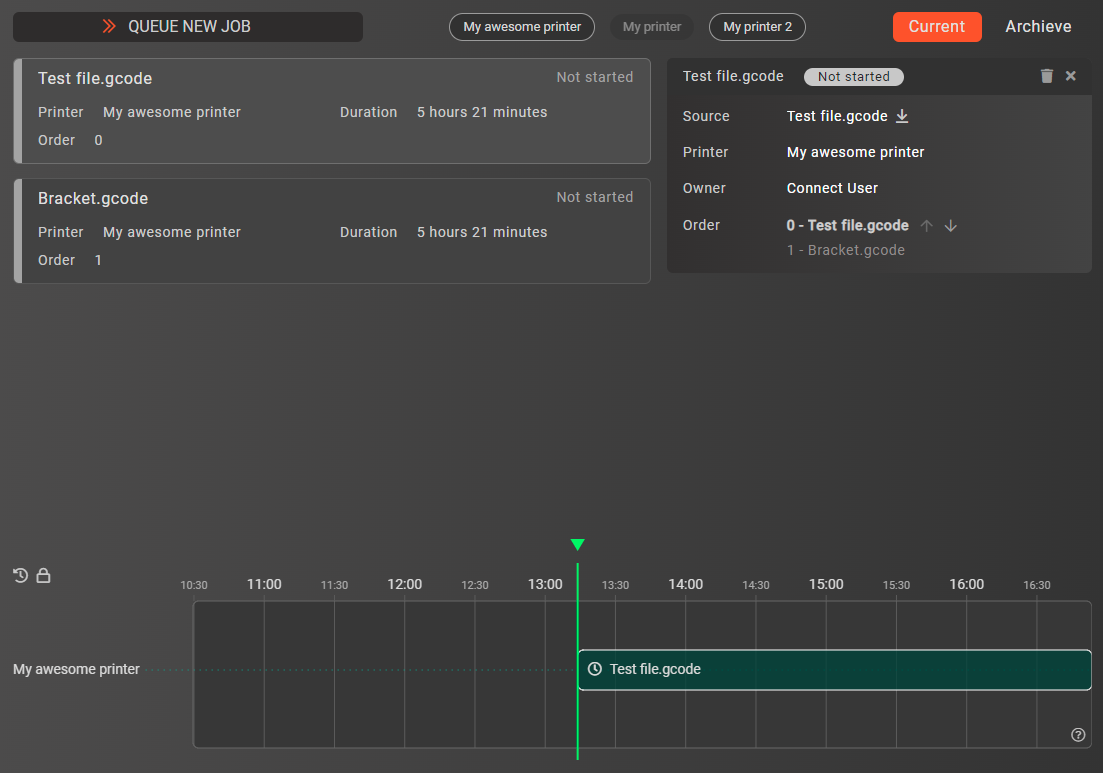 QUEUE NEW JOB
My awesome printer
My printer
My printer 2
Current
Archieve
Test file.gcode
Not started
Printer My awesome printer
Duration 5 hours 21 minutes
Order 0
Bracket.gcode
Not started
Printer My awesome printer
Duration 5 hours 21 minutes
Order 1
Test file.gcode
Not started
Source Test file.gcode
Printer My awesome printer
Owner Connect User
Order 0 - Test file.gcode
1 - Bracket.gcode
10:30 11:00 11:30 12:00 12:30 13:00 13:30 14:00 14:30 15:00 15:30 16:00 16:30
My awesome printer
Test file.gcode